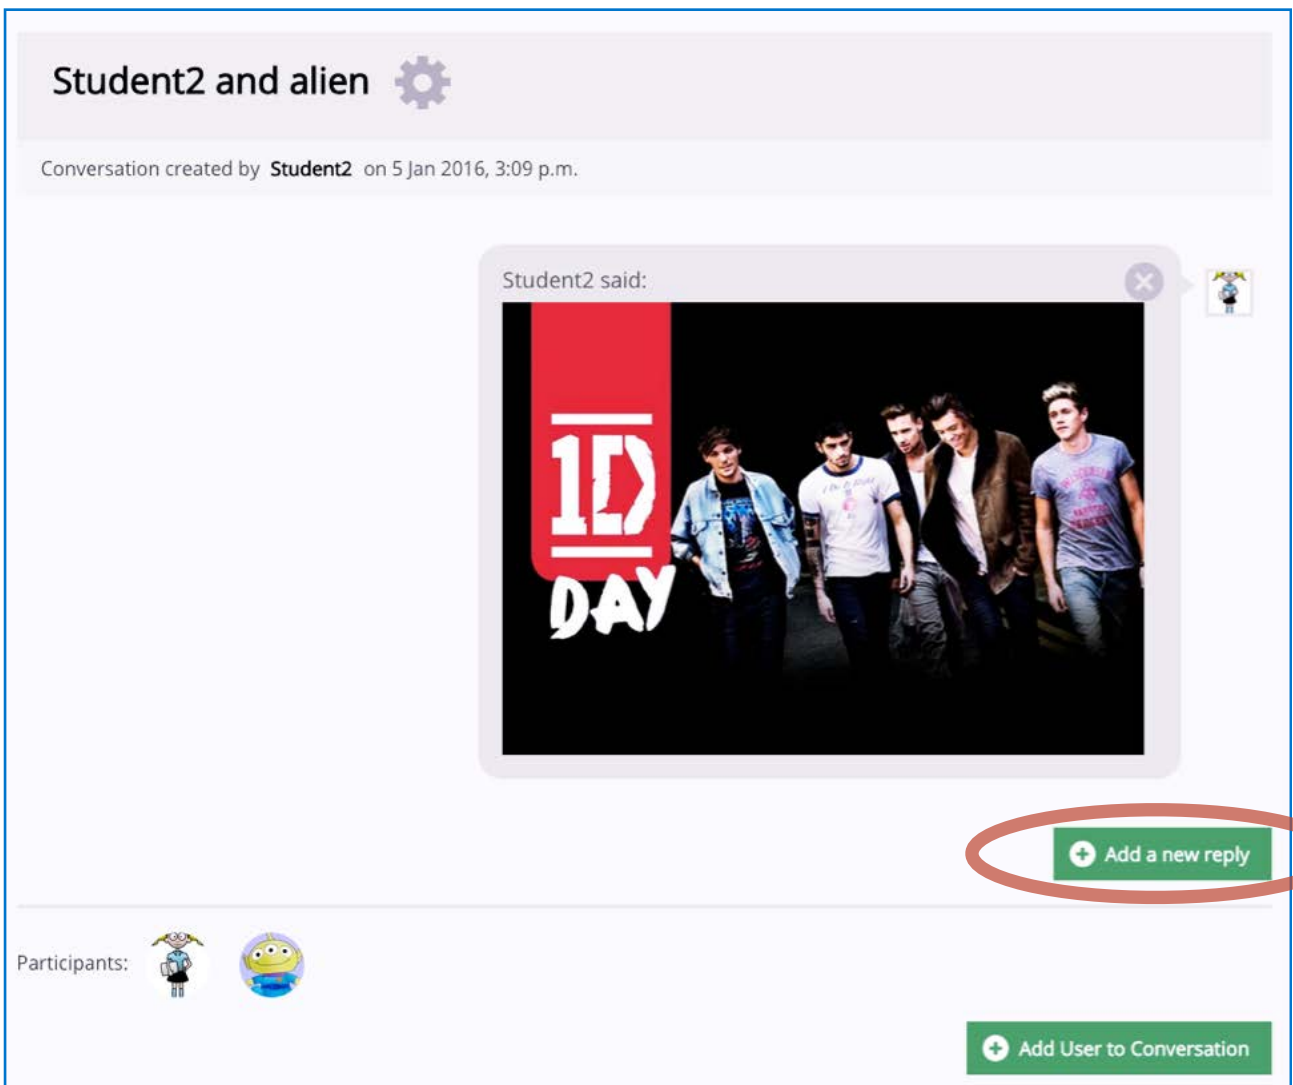 Student2 and alien
Conversation created by Student2 on 5 Jan 2016, 3:09 p.m.
Student2 said:
1D
DAY
Add a new reply
Participants:
Add User to Conversation